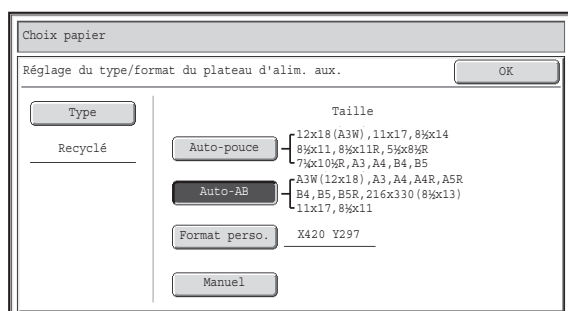 Choix papier
Réglage du type/format du plateau d'alim. aux.
OK
Type
Recyclé
Taille
Auto-pouce
12x18(A3W),11x17,8½x14
8½x11,8½x11R,5½x8½R
7¼x10½R,A3,A4,B4,B5
Auto-AB
A3W(12x18),A3,A4,A4R,A5R
B4,B5,B5R,216x330(8½x13)
11x17,8½x11
Format perso.
X420 Y297
Manuel